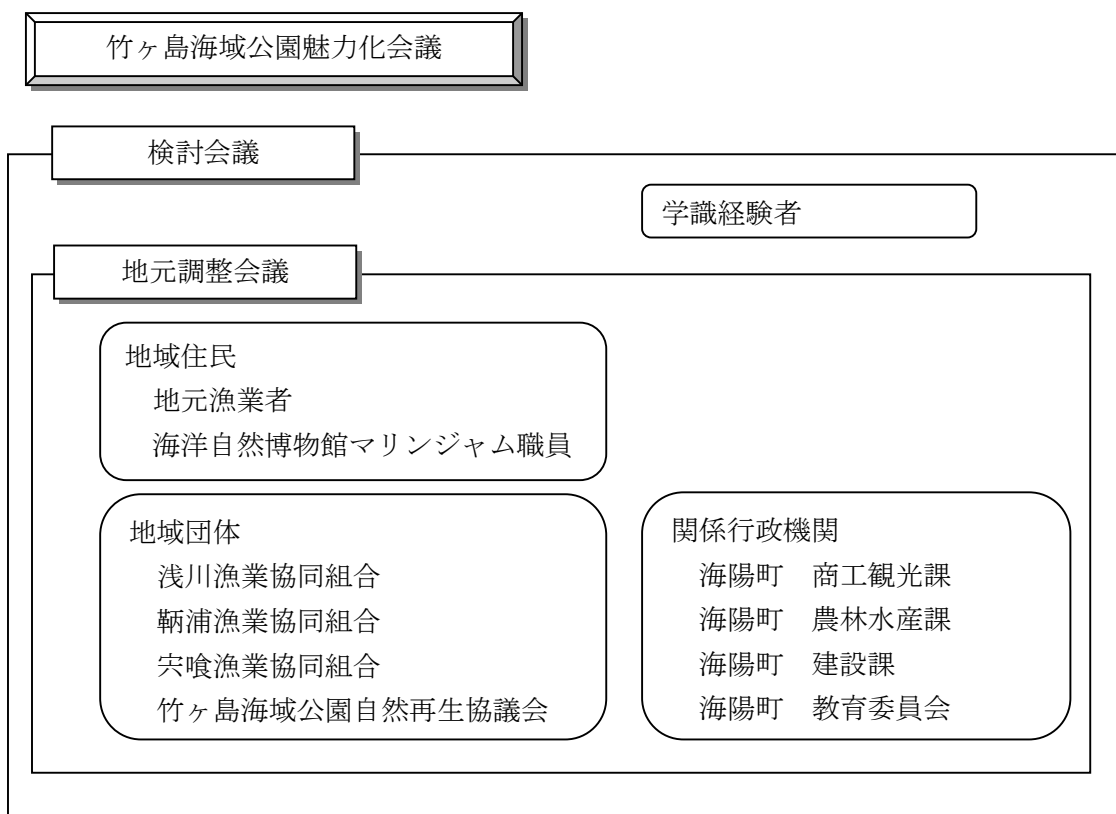 竹ヶ島海域公園魅力化会議
検討会議
学識経験者
地元調整会議
地域住民
地元漁業者
海洋自然博物館マリンジャム職員
地域団体
浅川漁業協同組合
鞆浦漁業協同組合
宍喰漁業協同組合
竹ヶ島海域公園自然再生協議会
関係行政機関
海陽町　商工観光課
海陽町　農林水産課
海陽町　建設課
海陽町　教育委員会